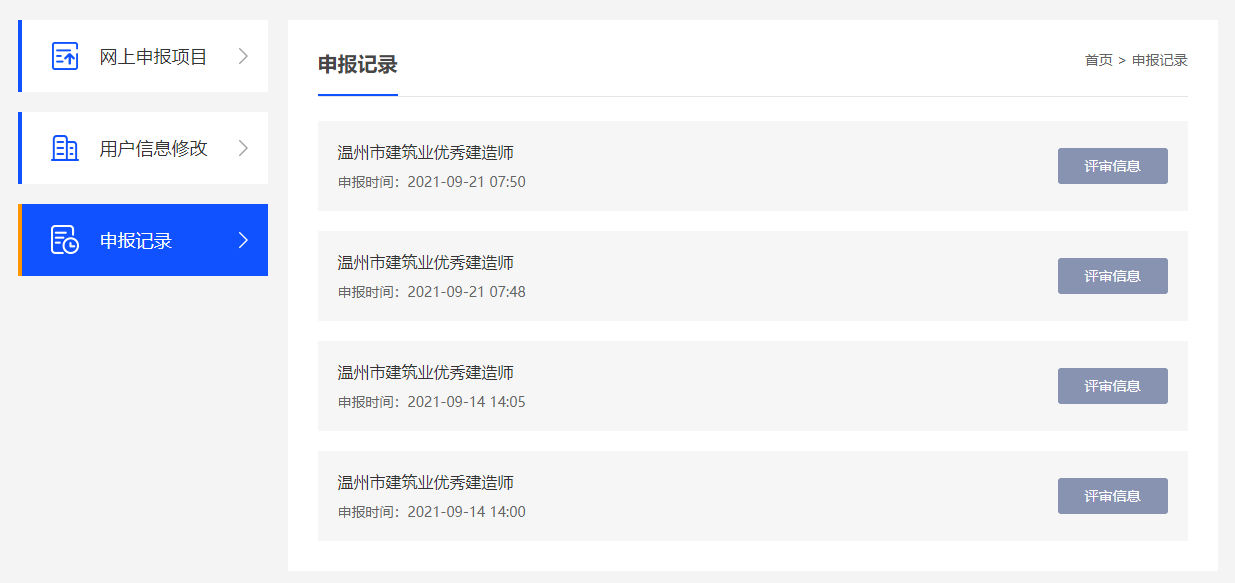 网上申报项目
用户信息修改
申报记录
申报记录
首页 > 申报记录
温州市建筑业优秀建造师
申报时间：2021-09-21 07:50
评审信息
温州市建筑业优秀建造师
申报时间：2021-09-21 07:48
评审信息
温州市建筑业优秀建造师
申报时间：2021-09-14 14:05
评审信息
温州市建筑业优秀建造师
申报时间：2021-09-14 14:00
评审信息